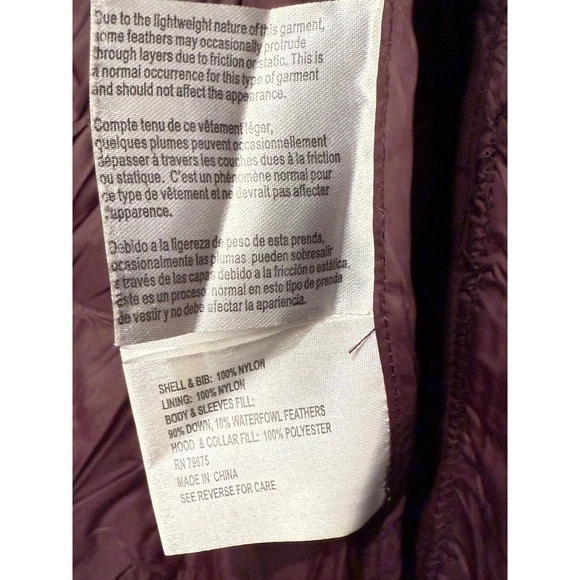 Due to the lightweight nature of this garment,
some feathers may occasionally protrude
through layers due to friction or static. This is
a normal occurrence for this type of garment
and should not affect the appearance.
Compte tenu de ce vêtement léger,
quelques plumes peuvent occasionnellement
dépasser à travers les couches dues à la friction
ou statique. C'est un phénomène normal pour
ce type de vêtement et ne devrait pas affecter
l'apparence.
Debido a la ligereza de peso de esta prenda,
ocasionalmente las plumas pueden sobresalir
a través de las capas debido a la fricción o estática.
Este es un proceso normal en este tipo de prenda
de vestir y no debe afectar la apariencia.
SHELL & BIB: 100% NYLON
LINING: 100% NYLON
BODY & SLEEVES FILL:
90% DOWN, 10% WATERFOWL FEATHERS
HOOD & COLLAR FILL: 100% POLYESTER
RN 79675
MADE IN CHINA
SEE REVERSE FOR CARE